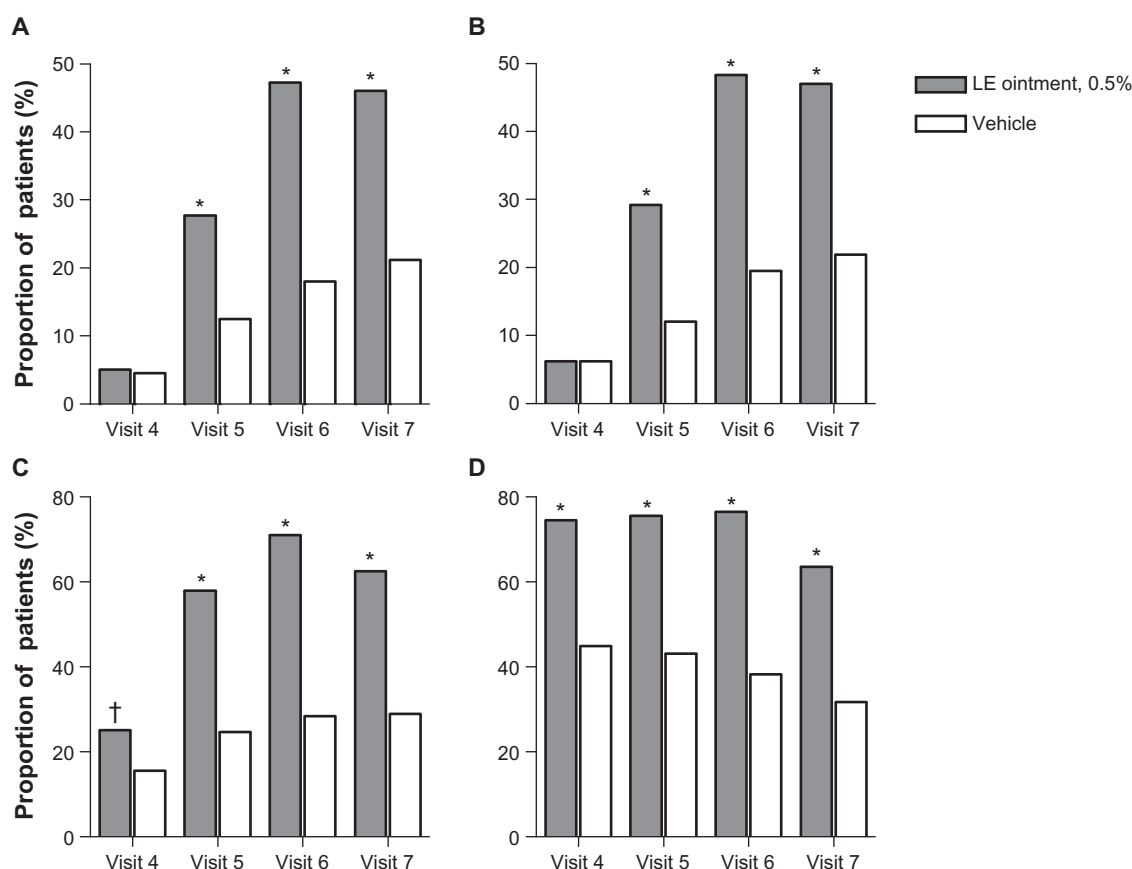 A
Proportion of patients (%)
50
40
30
20
10
0
*
*
*
Visit 4
Visit 5
Visit 6
Visit 7
B
50
40
30
20
10
0
*
*
*
Visit 4
Visit 5
Visit 6
Visit 7
LE ointment, 0.5%
Vehicle
C
Proportion of patients (%)
80
60
40
20
0
†
*
*
*
Visit 4
Visit 5
Visit 6
Visit 7
D
80
60
40
20
0
*
*
*
*
Visit 4
Visit 5
Visit 6
Visit 7